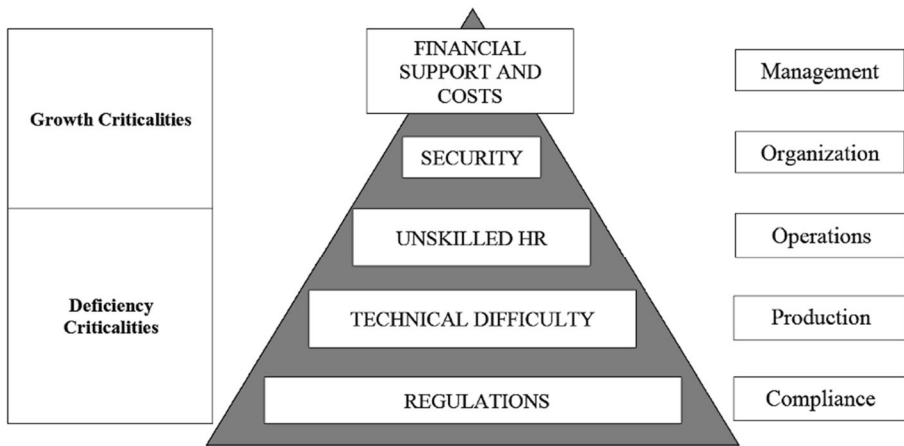 Growth Criticalities
Deficiency
Criticalities
FINANCIAL
SUPPORT AND
COSTS
SECURITY
UNSKILLED HR
TECHNICAL DIFFICULTY
REGULATIONS
Management
Organization
Operations
Production
Compliance